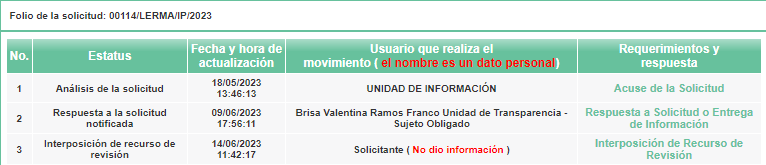 Folio de la solicitud: 00114/LERMA/IP/2023
No. Estatus Fecha y hora de actualización Usuario que realiza el movimiento ( el nombre es un dato personal) Requerimientos y respuesta
1 Análisis de la solicitud 18/05/2023 13:46:13 UNIDAD DE INFORMACIÓN Acuse de la Solicitud
2 Respuesta a la solicitud notificada 09/06/2023 17:56:11 Brisa Valentina Ramos Franco Unidad de Transparencia - Sujeto Obligado Respuesta a Solicitud o Entrega de Información
3 Interposición de recurso de revisión 14/06/2023 11:42:17 Solicitante ( No dio información ) Interposición de Recurso de Revisión